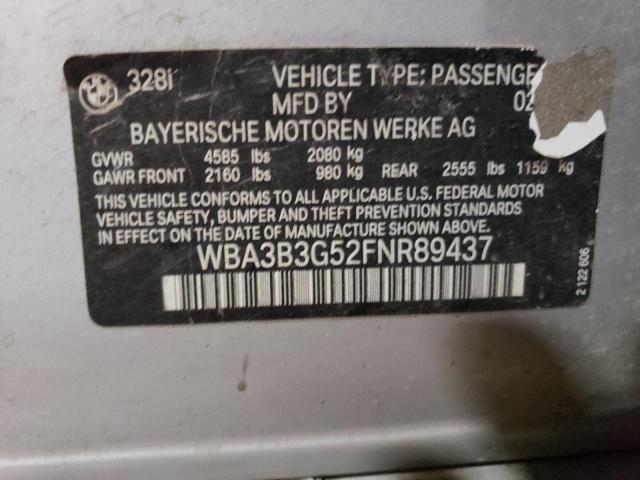 328i VEHICLE TYPE: PASSENGE
MFD BY 02
BAYERISCHE MOTOREN WERKE AG
GVWR 4585 lbs 2080 kg
GAWR FRONT 2160 lbs 980 kg REAR 2555 lbs 1159 kg
THIS VEHICLE CONFORMS TO ALL APPLICABLE U.S. FEDERAL MOTOR
VEHICLE SAFETY, BUMPER AND THEFT PREVENTION STANDARDS IN
EFFECT ON THE DATE OF MANUFACTURE SHOWN ABOVE.
WBA3B3G52FNR89437
2 122 606